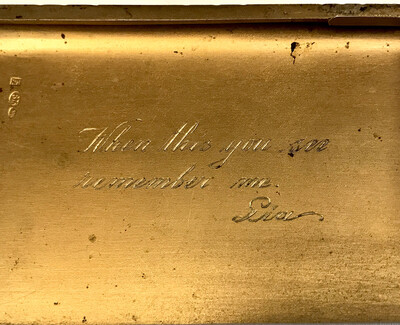 When this you see
remember me.